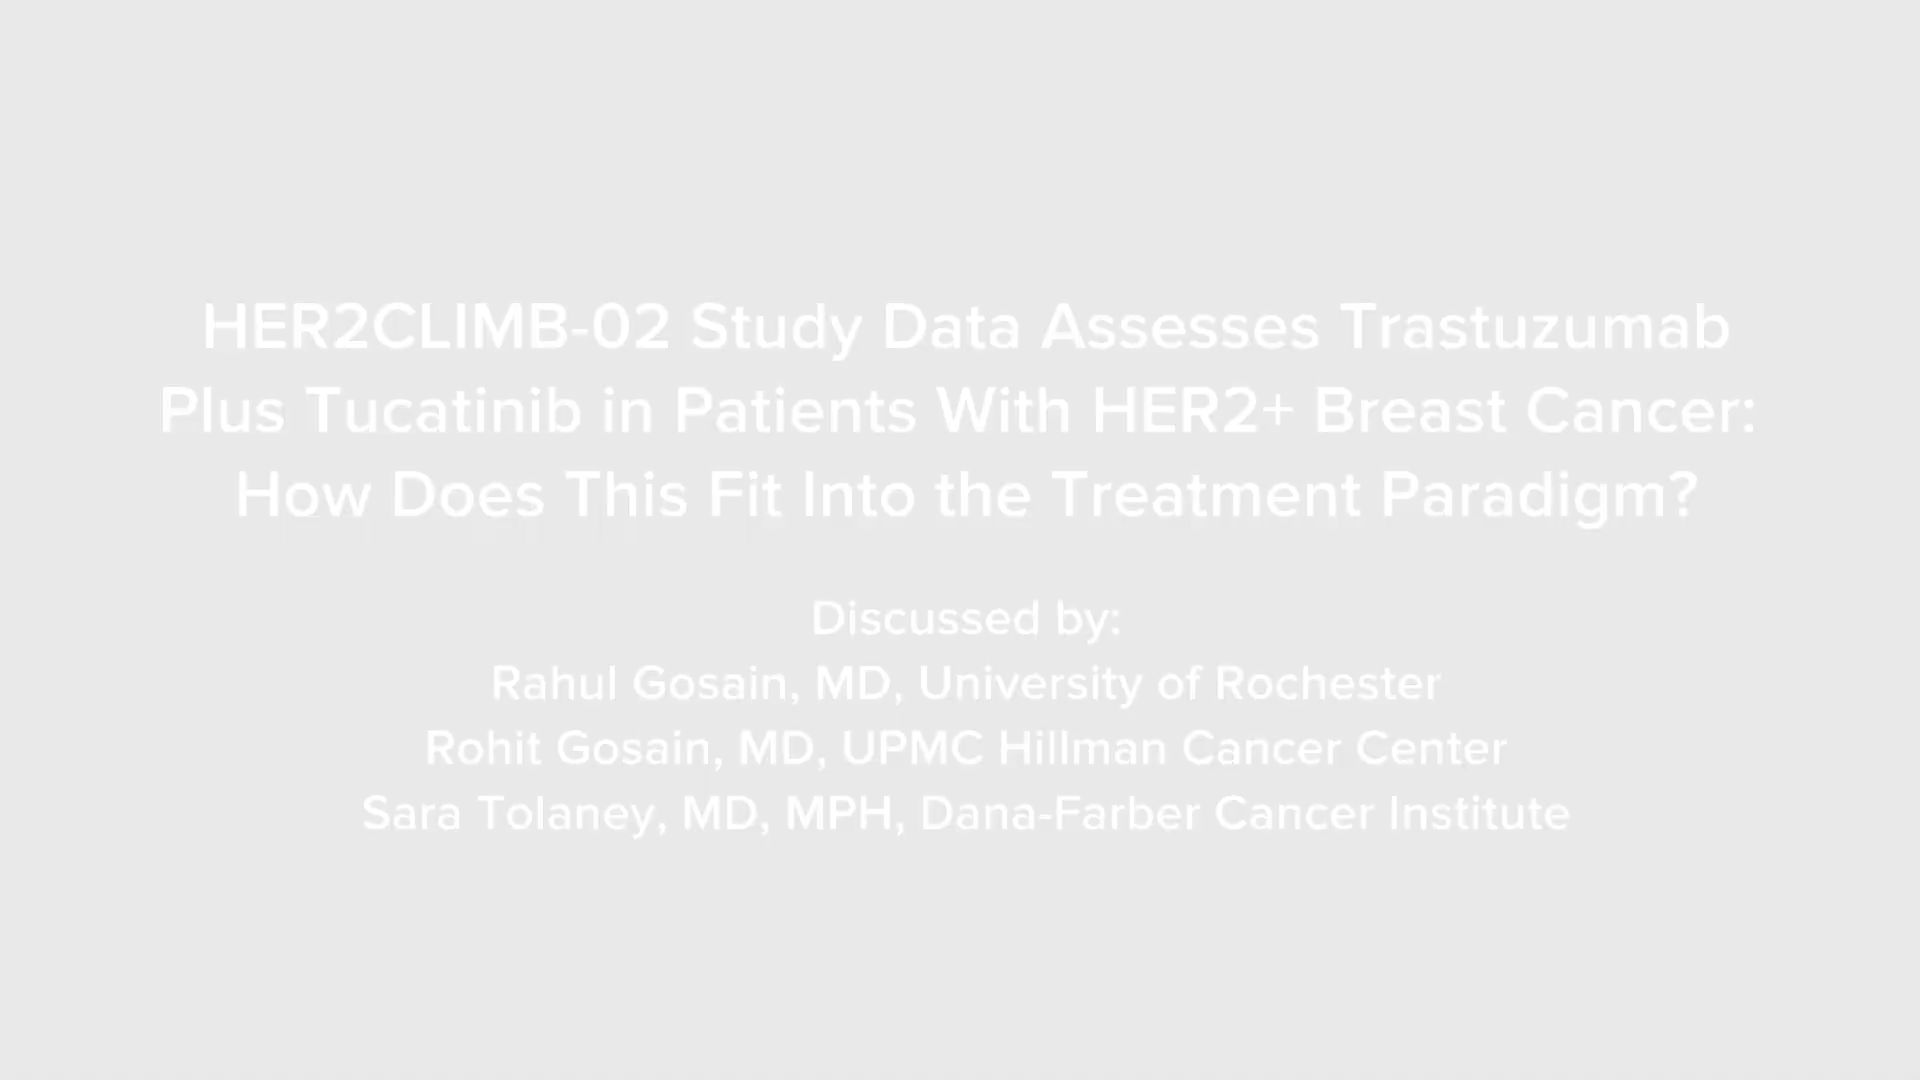 HER2CLIMB-02 Study Data Assesses Trastuzumab
Plus Tucatinib in Patients With HER2+ Breast Cancer:
How Does This Fit Into the Treatment Paradigm?
Discussed by:
Rahul Gosain, MD, University of Rochester
Rohit Gosain, MD, UPMC Hillman Cancer Center
Sara Tolaney, MD, MPH, Dana-Farber Cancer Institute